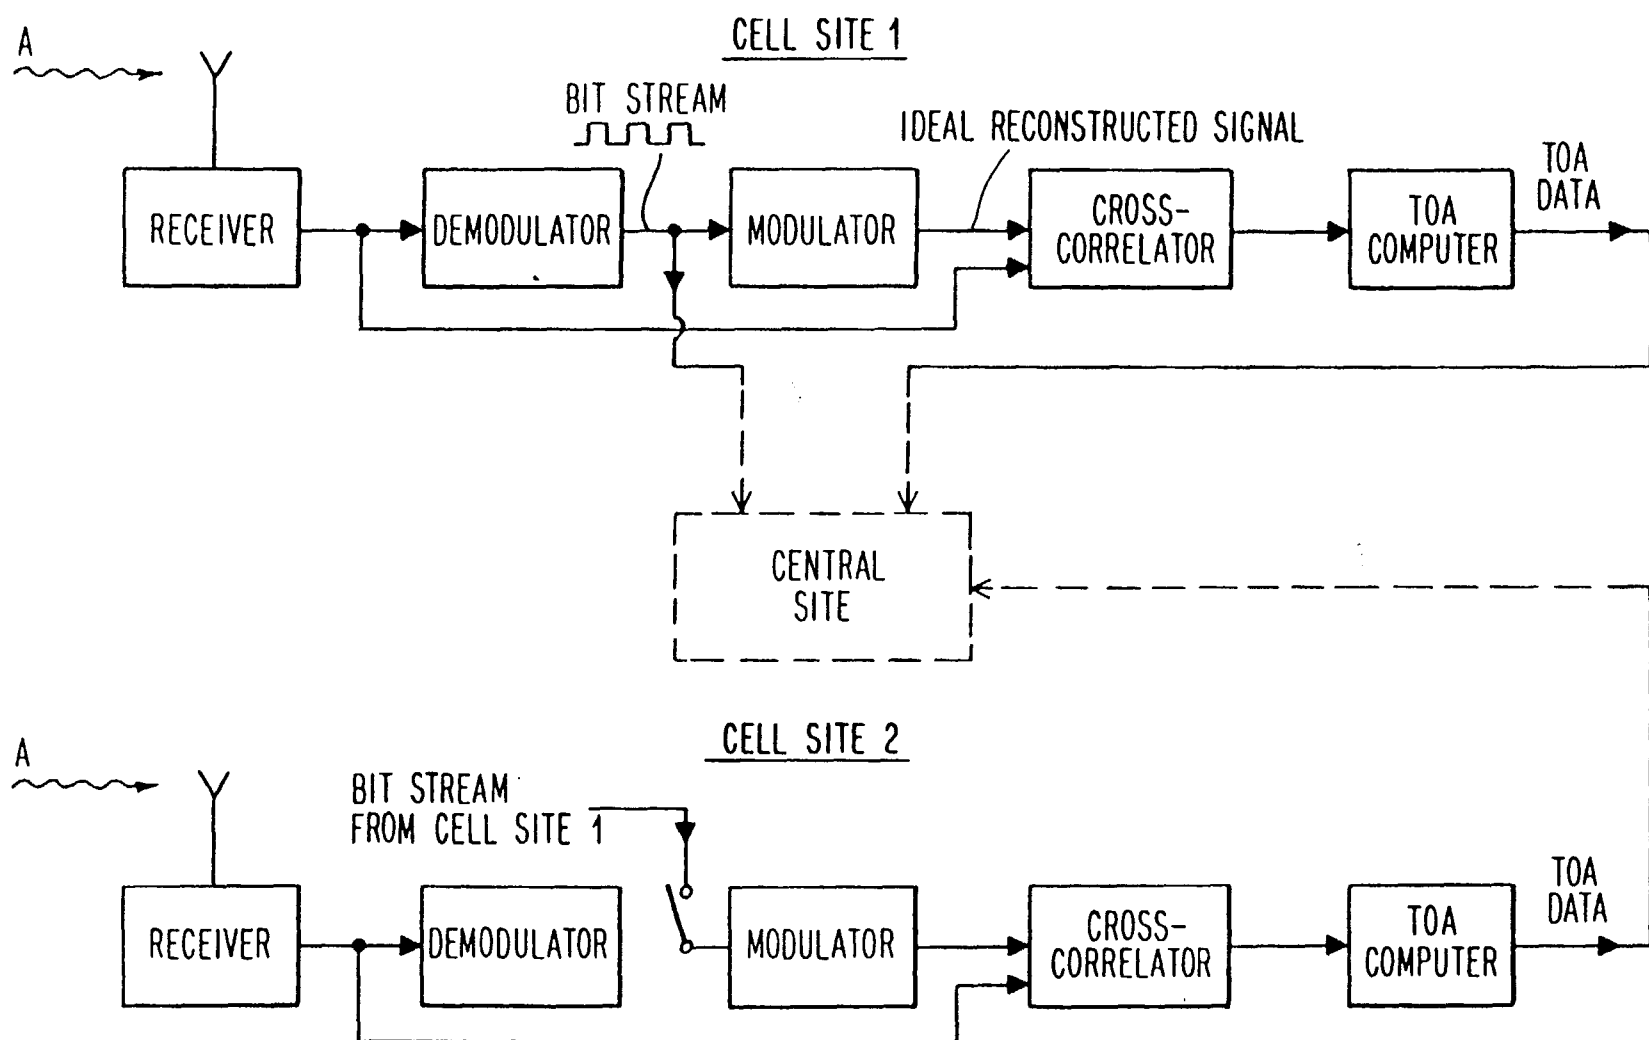 CELL SITE 1
A
BIT STREAM
IDEAL RECONSTRUCTED SIGNAL
TOA
DATA
RECEIVER
DEMODULATOR
MODULATOR
CROSS-
CORRELATOR
TOA
COMPUTER
CENTRAL
SITE
CELL SITE 2
A
BIT STREAM
FROM CELL SITE 1
TOA
DATA
RECEIVER
DEMODULATOR
MODULATOR
CROSS-
CORRELATOR
TOA
COMPUTER